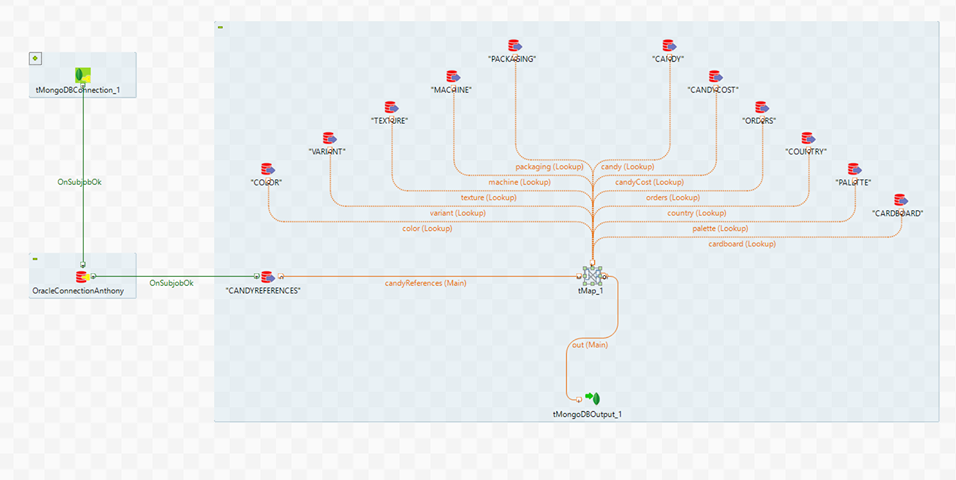 "PACKAGING"
"CANDY"
"MACHINE"
"CANDYCOST"
tMongoDBConnection_1
"TEXTURE"
"ORDERS"
"VARIANT"
"COUNTRY"
packaging (Lookup)
candy (Lookup)
"COLOR"
OnSubjobOk
machine (Lookup)
candyCost (Lookup)
"PALETTE"
texture (Lookup)
orders (Lookup)
variant (Lookup)
country (Lookup)
"CARDBOARD"
color (Lookup)
palette (Lookup)
cardboard (Lookup)
OracleConnectionAnthony
OnSubjobOk
"CANDYREFERENCES"
candyReferences (Main)
tMap_1
out (Main)
tMongoDBOutput_1